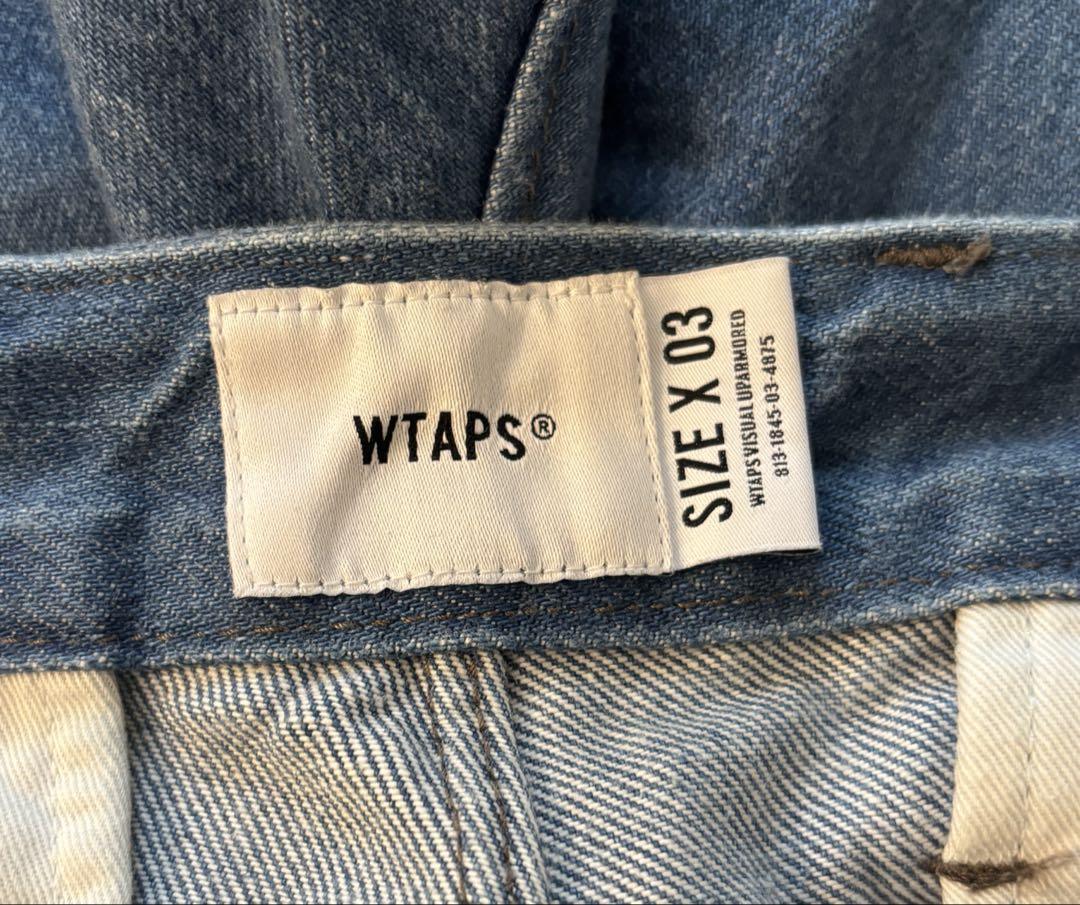 WTAPS®
SIZE X 03
WTAPS VISUAL UPARMORED
813-1845-03-4875